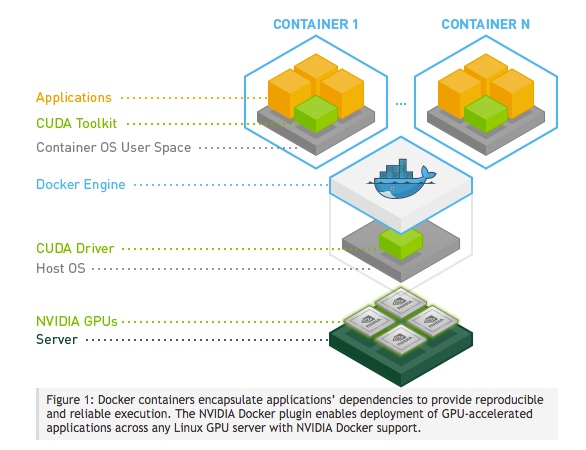 CONTAINER 1
CONTAINER N
Applications
...
CUDA Toolkit
Container OS User Space
Docker Engine
CUDA Driver
Host OS
NVIDIA GPUs
Server
Figure 1: Docker containers encapsulate applications’ dependencies to provide reproducible
and reliable execution. The NVIDIA Docker plugin enables deployment of GPU-accelerated
applications across any Linux GPU server with NVIDIA Docker support.